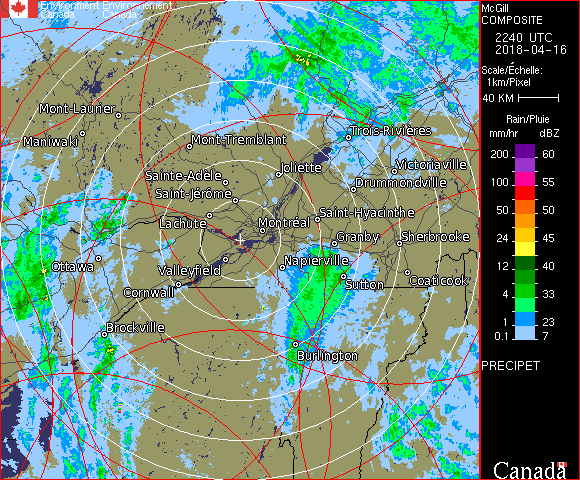 Environment Environnement
Canada Canada
McGill
COMPOSITE
2240 UTC
2018-04-16
Scale/Échelle:
1km/Pixel
40 KM
Rain/Pluie
mm/hr dBZ
200 60
100 55
50 50
24 45
12 40
4 33
1 23
0.1 7
PRECIPET
Canada
Mont-Laurier
Maniwaki
Mont-Tremblant
Trois-Rivières
Sainte-Adèle
Joliette
Victoriaville
Saint-Jérôme
Drummondville
Lachute
Montréal
Saint-Hyacinthe
Granby
Sherbrooke
Ottawa
Valleyfield
Napierville
Cornwall
Sutton
Coaticook
Brockville
Burlington